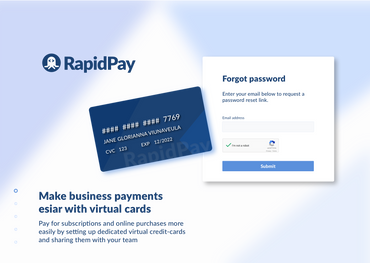 RapidPay
Forgot password
Enter your email below to request a
password reset link.
Email address
I'm not a robot
Submit
#### #### #### 7769
JANE GLORIANNA VIUNAVEULA
CVC 123 EXP 12/2022
RapidPay
Make business payments
esiar with virtual cards
Pay for subscriptions and online purchases more
easily by setting up dedicated virtual credit-cards
and sharing them with your team